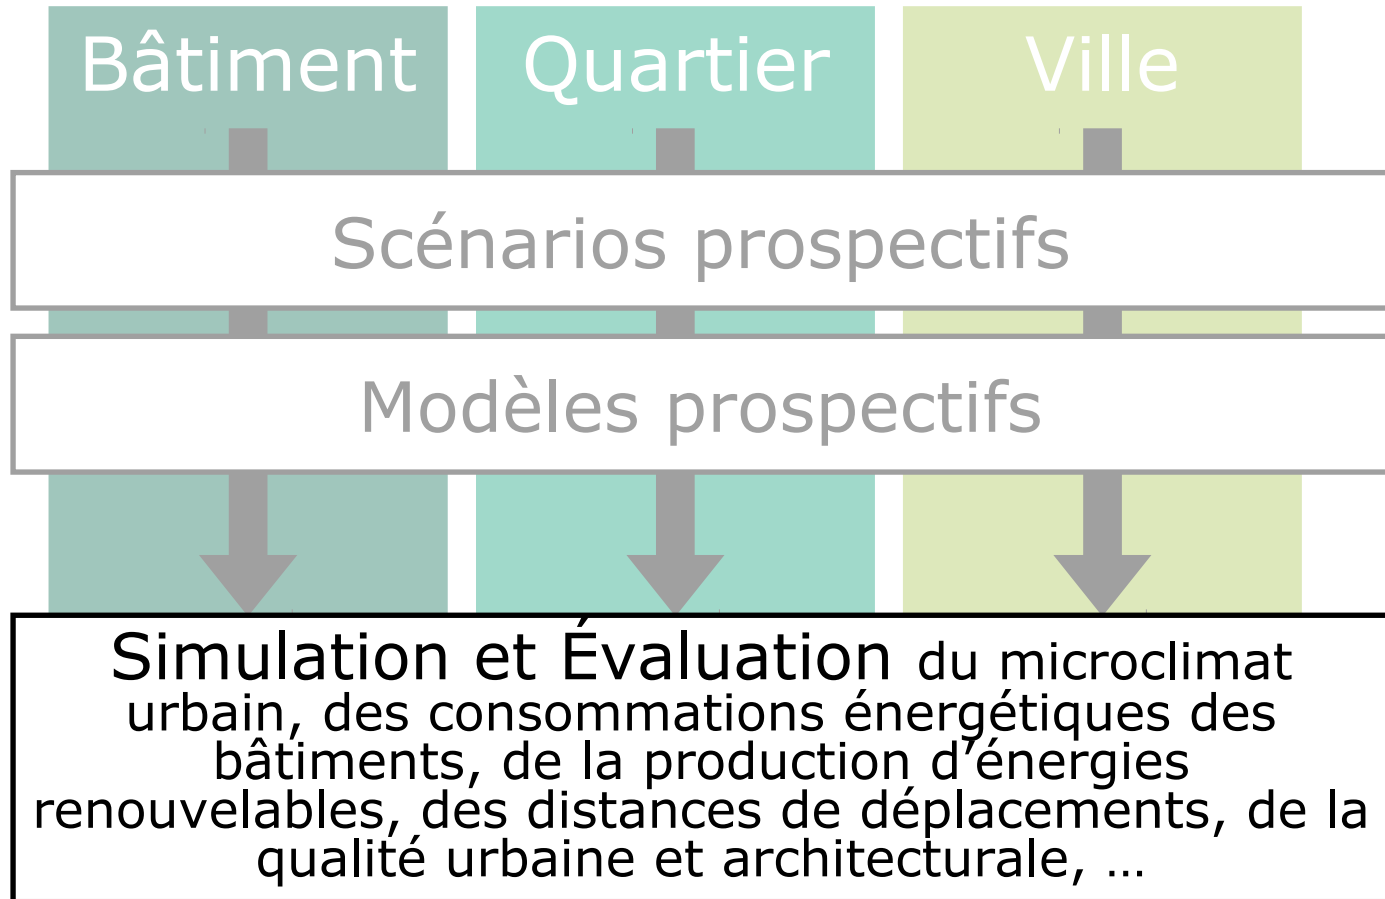 Bâtiment Quartier Ville
Scénarios prospectifs
Modèles prospectifs
Simulation et Évaluation du microclimat
urbain, des consommations énergétiques des
bâtiments, de la production d’énergies
renouvelables, des distances de déplacements, de la
qualité urbaine et architecturale, ...